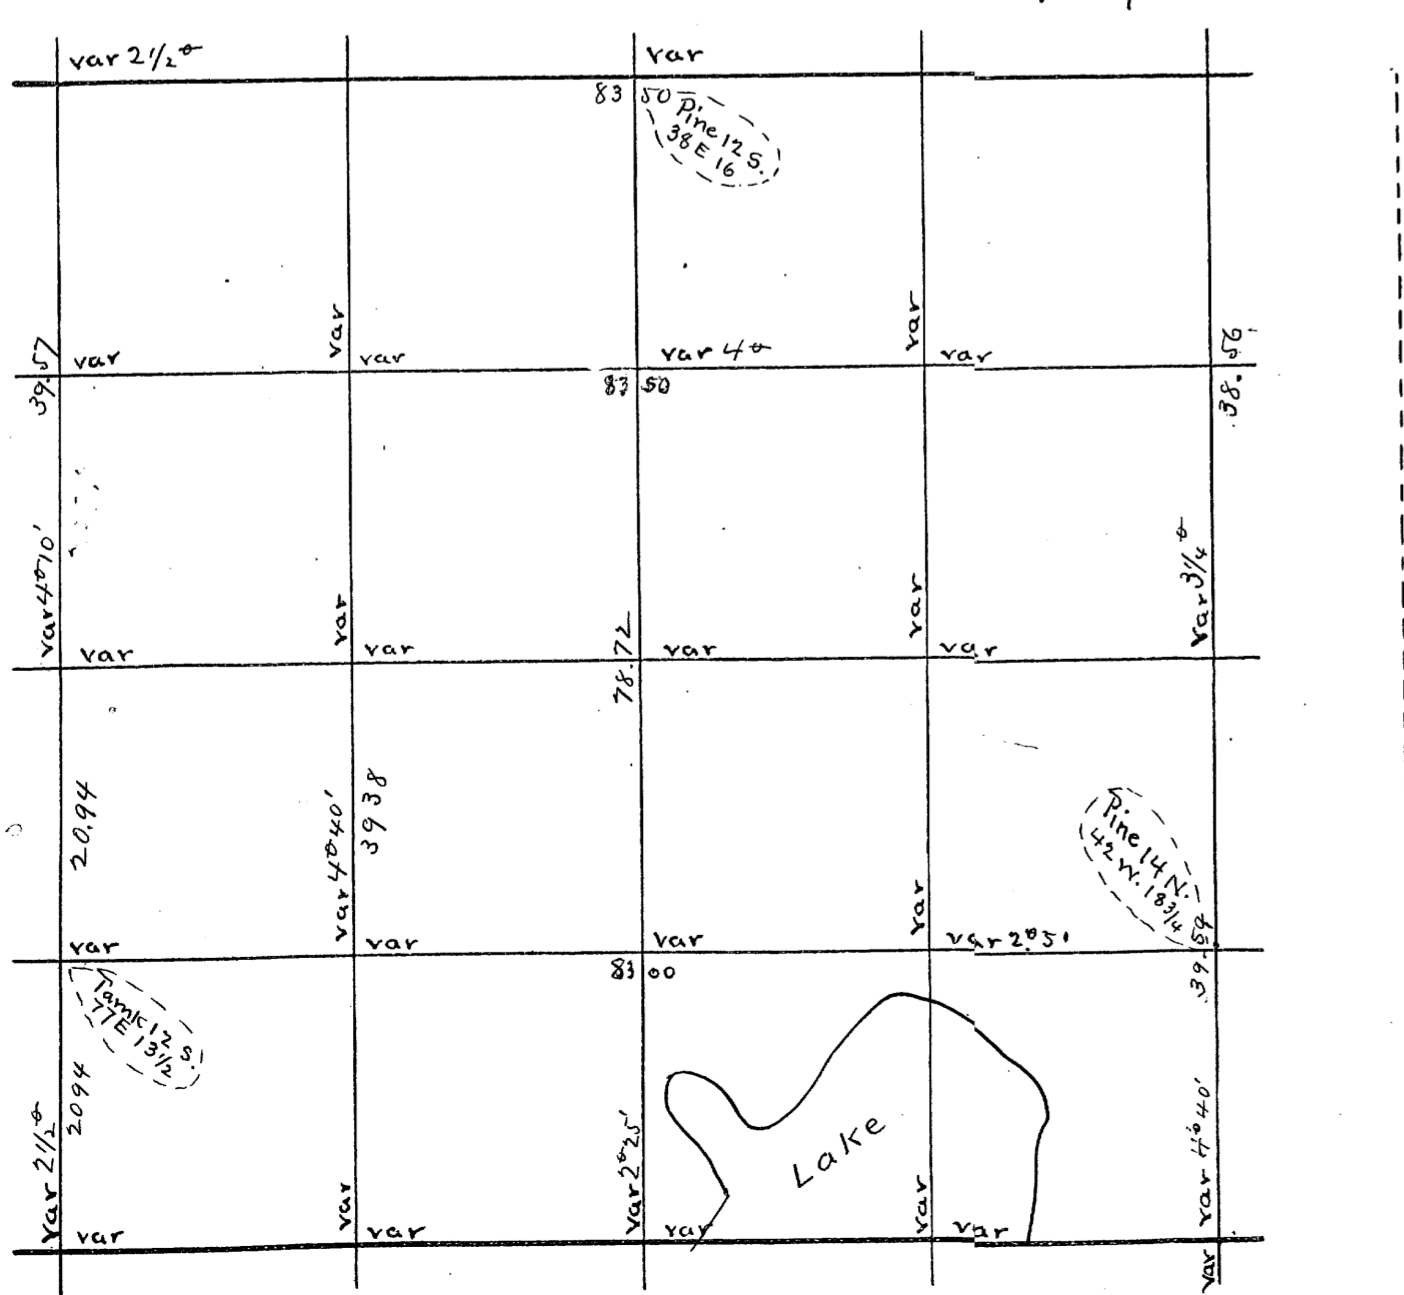 var 2½°
var
83 50
Pine 12 S.
38 E 16
39.57
var
var
var
var 4°
83 50
var
var
38.56
var 4°10'
var
var
var
78.72
var
var
var
var 3¼°
20.94
var 4°40'
39 38
Pine 14 N.
42 W. 18¾
var
var
var
83 00
var
var 2°51
39.59
Tamk 12 S.
77 E 13½
2094
var 2½°
var
var
var
var 2°25'
var
Lake
var
var
var 4°40'
var